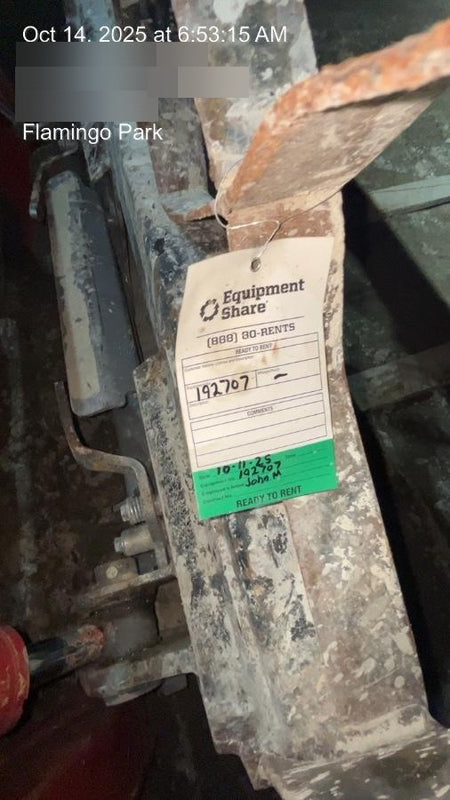 Oct 14. 2025 at 6:53:15 AM
Flamingo Park
Equipment
Share
(888) 80-RENTS
READY TO RENT
192707 –
COMMENTS
10-11-25
192707
John M
READY TO RENT